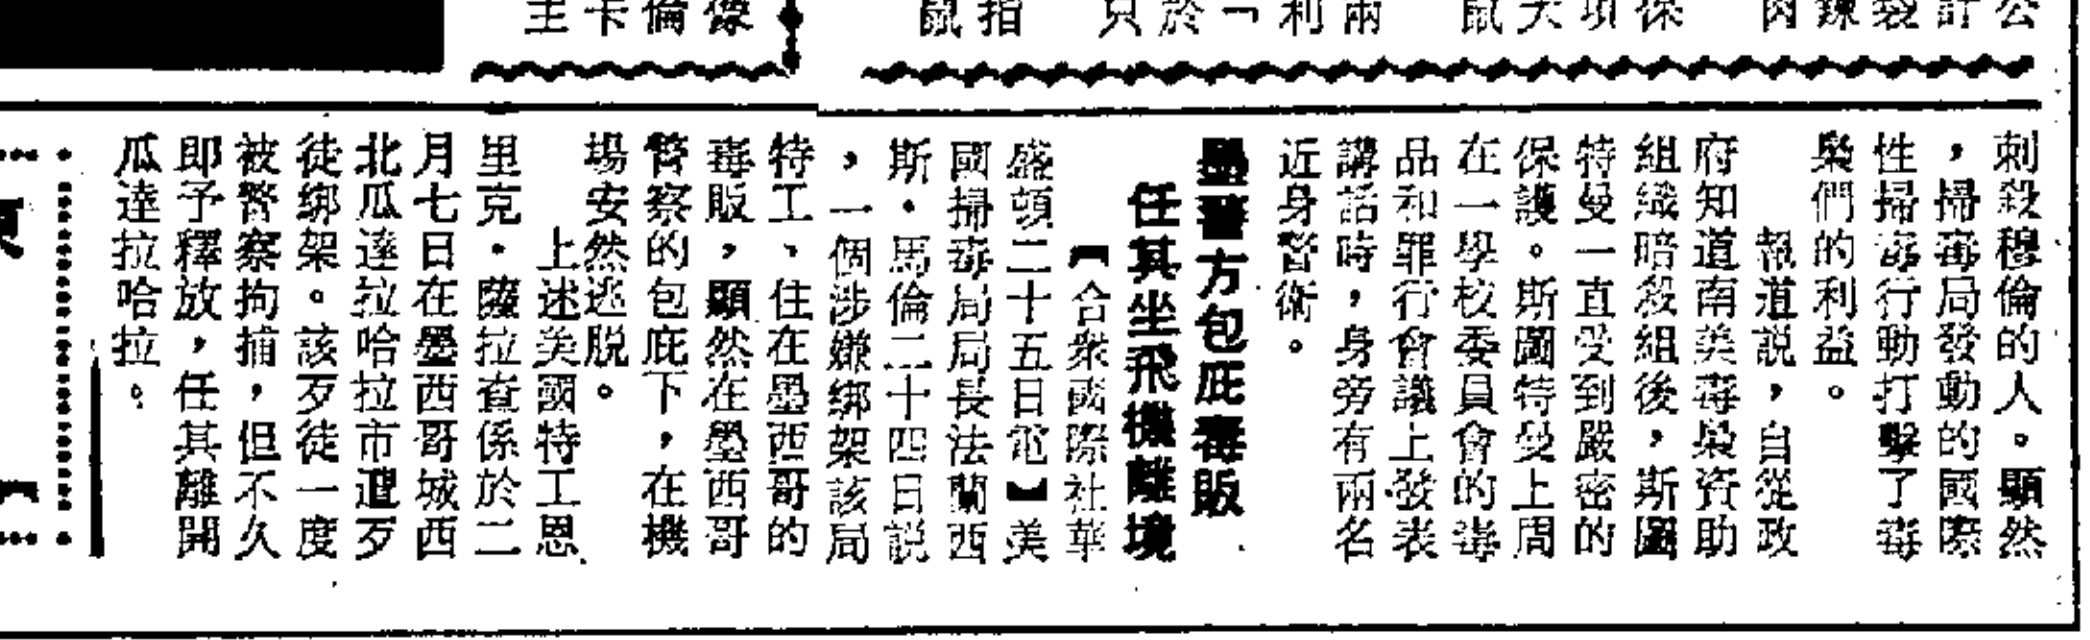 刺殺穆倫的人。顯然
，掃毒局發動的國際
性掃毒行動打擊了毒
梟們的利益。
報道説，自從政
府知道南美毒梟資助
組織暗殺組後，斯圖
特曼一直受到嚴密的
保護。斯圖特曼上周
在一學校委員會的毒
品和罪行會議上發表
講話時，身旁有兩名
近身警衛。
墨警方包庇毒販
任其坐飛機離境
【合衆國際社華
盛頓二十五日電】美
國掃毒局局長法蘭西
斯・馬倫二十四日説
，一個涉嫌綁架該局
特工、住在墨西哥的
毒販，顯然在墨西哥
警察的包庇下，在機
場安然逃脱。
上述美國特工恩
里克・薩拉查係於二
月七日在墨西哥城西
北瓜達拉哈拉市遭歹
徒綁架。該歹徒一度
被警察拘捕，但不久
即予釋放，任其離開
瓜達拉哈拉。